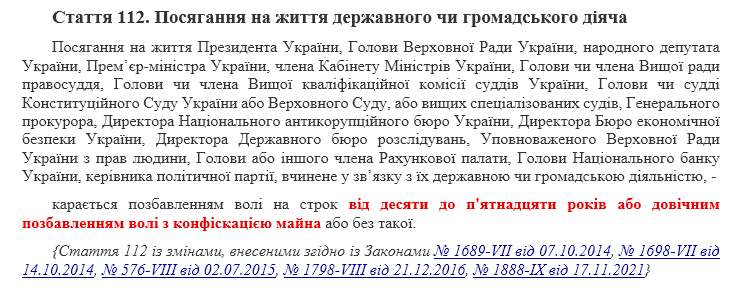 Стаття 112. Посягання на життя державного чи громадського діяча
Посягання на життя Президента України, Голови Верховної Ради України, народного депутата
України, Прем’єр-міністра України, члена Кабінету Міністрів України, Голови чи члена Вищої ради
правосуддя, Голови чи члена Вищої кваліфікаційної комісії суддів України, Голови чи судді
Конституційного Суду України або Верховного Суду, або вищих спеціалізованих судів, Генерального
прокурора, Директора Національного антикорупційного бюро України, Директора Бюро економічної
безпеки України, Директора Державного бюро розслідувань, Уповноваженого Верховної Ради
України з прав людини, Голови або іншого члена Рахункової палати, Голови Національного банку
України, керівника політичної партії, вчинене у зв’язку з їх державною чи громадською діяльністю, -
карається позбавленням волі на строк від десяти до п'ятнадцяти років або довічним
позбавленням волі з конфіскацією майна або без такої.
{Стаття 112 із змінами, внесеними згідно із Законами № 1689-VII від 07.10.2014, № 1698-VII від
14.10.2014, № 576-VIII від 02.07.2015, № 1798-VIII від 21.12.2016, № 1888-IX від 17.11.2021}